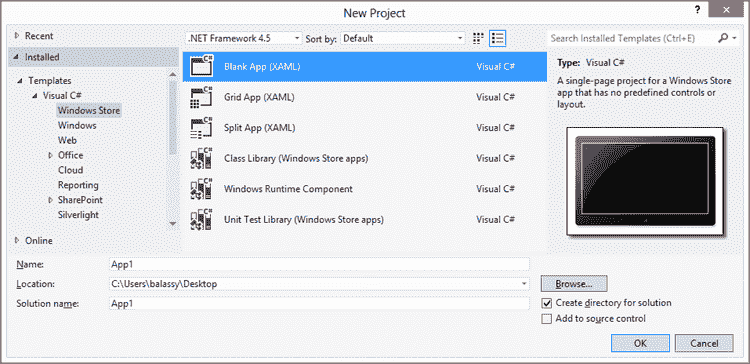 New Project
?
Recent
Installed
Templates
Visual C#
Windows Store
Windows
Web
Office
Cloud
Reporting
SharePoint
Silverlight
Online
.NET Framework 4.5 Sort by: Default
Search Installed Templates (Ctrl+E)
C# Blank App (XAML) Visual C#
C# Grid App (XAML) Visual C#
C# Split App (XAML) Visual C#
C# Class Library (Windows Store apps) Visual C#
C# Windows Runtime Component Visual C#
C# Unit Test Library (Windows Store apps) Visual C#
Type: Visual C#
A single-page project for a Windows Store
app that has no predefined controls or
layout.
Name: App1
Location: C:\Users\balassy\Desktop
Browse...
Solution name: App1
Create directory for solution
Add to source control
OK Cancel